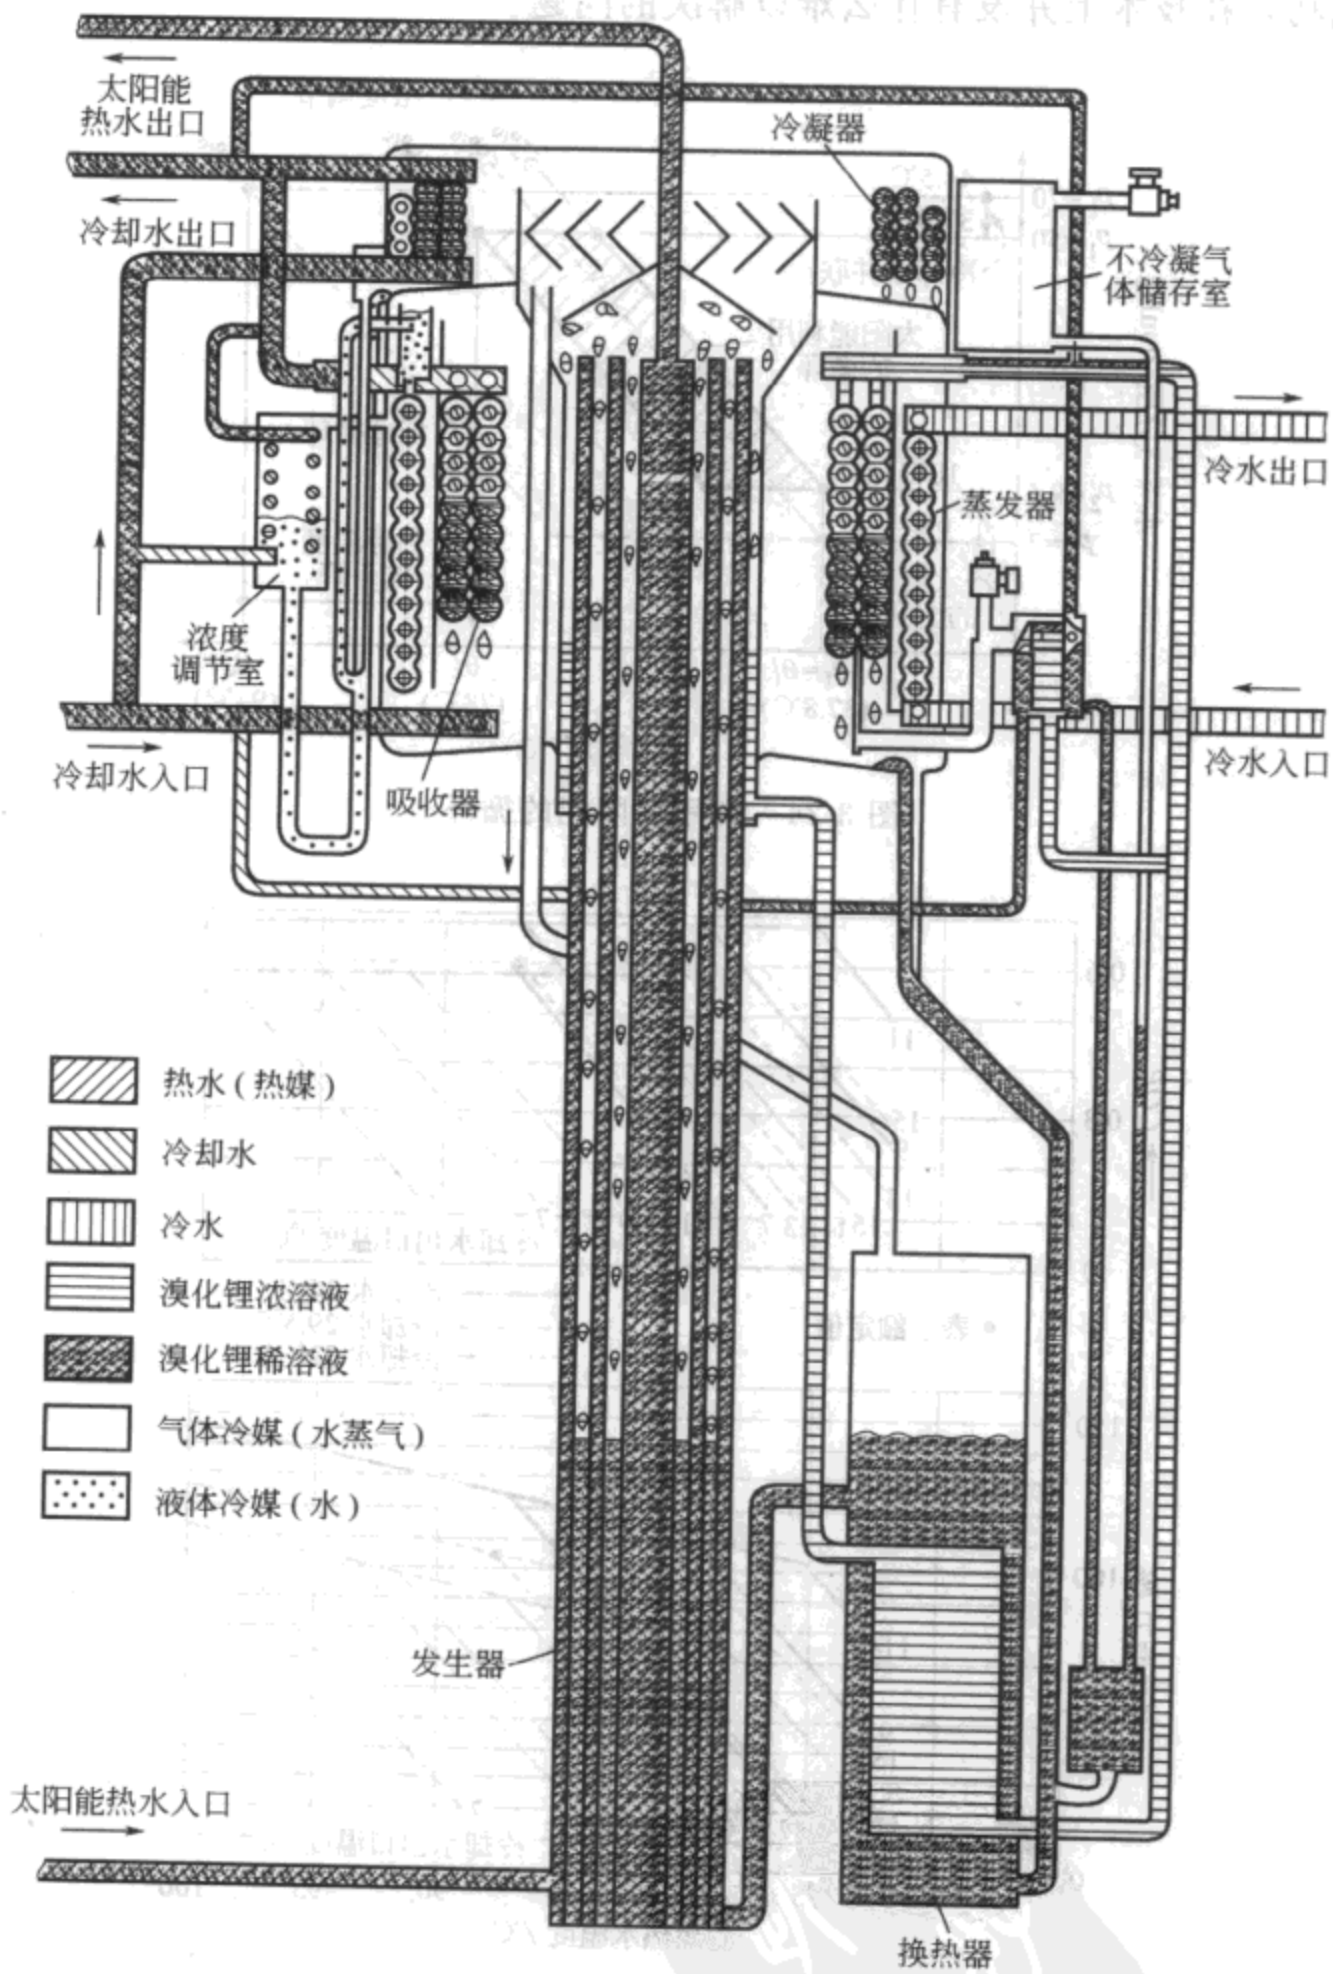 太阳能
热水出口
冷却水出口
冷凝器
不冷凝气
体储存室
冷水出口
蒸发器
浓度
调节室
冷却水入口
吸收器
冷水入口
热水(热媒)
冷却水
冷水
溴化锂浓溶液
溴化锂稀溶液
气体冷媒(水蒸气)
液体冷媒(水)
发生器
太阳能热水入口
换热器